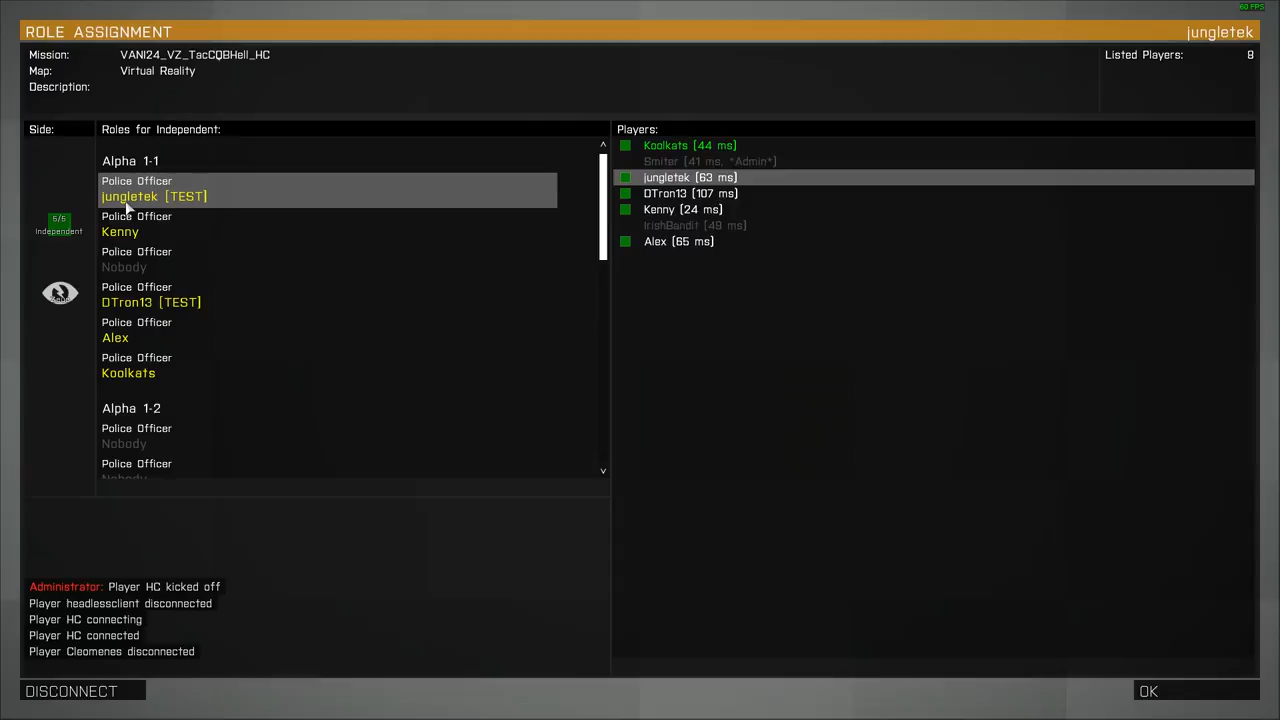 60 FPS
ROLE ASSIGNMENT
jungletek
Mission: VANI24_VZ_TacCQBHell_HC
Listed Players: 8
Map: Virtual Reality
Description:
Side:
Roles for Independent:
Players:
Alpha 1-1
Police Officer
jungletek [TEST]
Police Officer
Kenny
Police Officer
Nobody
Police Officer
DTron13 [TEST]
Police Officer
Alex
Police Officer
Koolkats
Alpha 1-2
Police Officer
Nobody
Police Officer
Nobody
5/5
Independent
Koolkats (44 ms)
Smiter (41 ms, *Admin*)
jungletek (63 ms)
DTron13 (107 ms)
Kenny (24 ms)
IrishBandit (49 ms)
Alex (65 ms)
Administrator: Player HC kicked off
Player headlessclient disconnected
Player HC connecting
Player HC connected
Player Cleomenes disconnected
DISCONNECT
OK